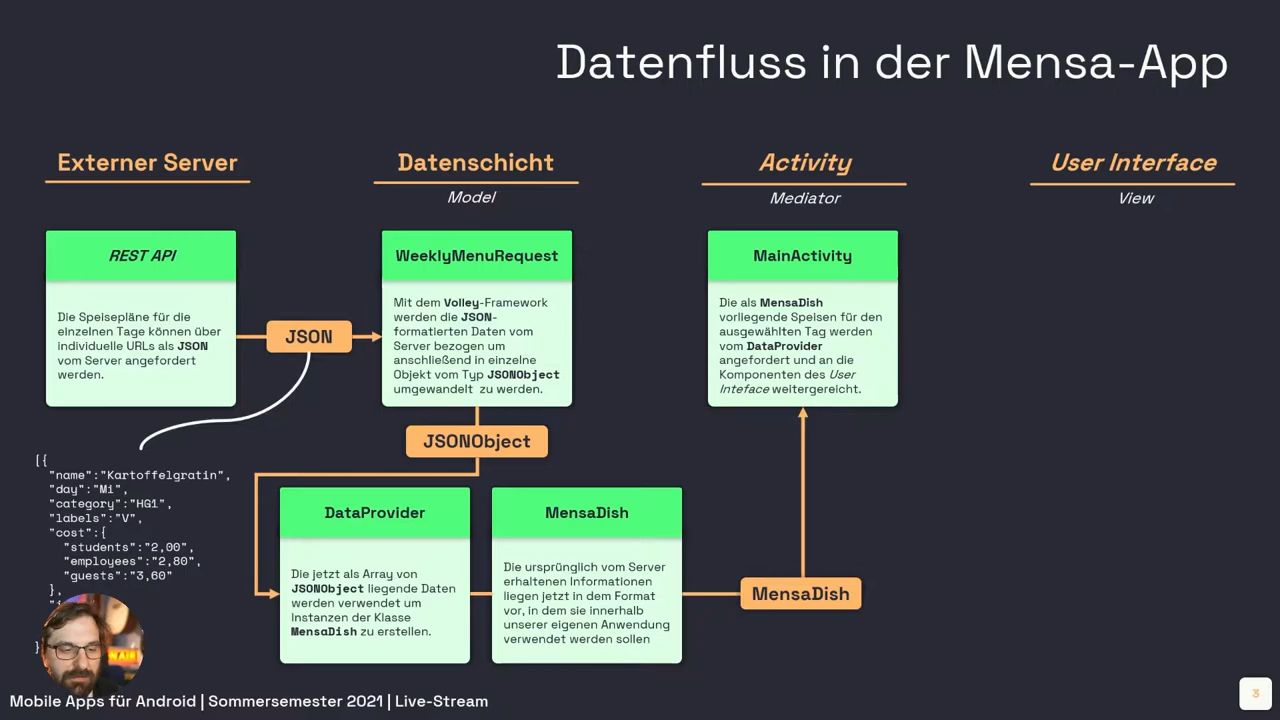 Datenfluss in der Mensa-App
Externer Server
Datenschicht
Model
Activity
Mediator
User Interface
View
REST API
Die Speisepläne für die
einzelnen Tage können über
individuelle URLs als JSON
vom Server angefordert
werden.
JSON
WeeklyMenuRequest
Mit dem Volley-Framework
werden die JSON-
formatierten Daten vom
Server bezogen um
anschließend in einzelne
Objekt vom Typ JSONObject
umgewandelt zu werden.
MainActivity
Die als MensaDish
vorliegende Speisen für den
ausgewählten Tag werden
vom DataProvider
angefordert und an die
Komponenten des User
Inteface weitergereicht.
JSONObject
[{
"name":"Kartoffelgratin",
"day":"Mi",
"category":"HG1",
"labels":"V",
"cost":{
"students":"2,00",
"employees":"2,80",
"guests":"3,60"
},
DataProvider
Die jetzt als Array von
JSONObject liegende Daten
werden verwendet um
Instanzen der Klasse
MensaDish zu erstellen.
MensaDish
Die ursprünglich vom Server
erhaltenen Informationen
liegen jetzt in dem Format
vor, in dem sie innerhalb
unserer eigenen Anwendung
verwendet werden sollen
MensaDish
Mobile Apps für Android | Sommersemester 2021 | Live-Stream
3